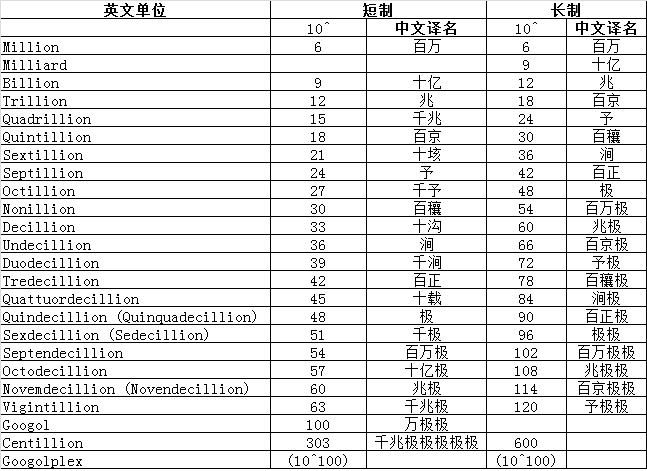 英文单位 短制 长制
10^ 中文译名 10^ 中文译名
Million 6 百万 6 百万
Milliard 9 十亿
Billion 9 十亿 12 兆
Trillion 12 兆 18 百京
Quadrillion 15 千兆 24 予
Quintillion 18 百京 30 百穰
Sextillion 21 十垓 36 涧
Septillion 24 予 42 百正
Octillion 27 千予 48 极
Nonillion 30 百穰 54 百万极
Decillion 33 十沟 60 兆极
Undecillion 36 涧 66 百京极
Duodecillion 39 千涧 72 予极
Tredecillion 42 百正 78 百穰极
Quattuordecillion 45 十载 84 涧极
Quindecillion (Quinquadecillion) 48 极 90 百正极
Sexdecillion (Sedecillion) 51 千极 96 极极
Septendecillion 54 百万极 102 百万极极
Octodecillion 57 十亿极 108 兆极极
Novemdecillion (Novendecillion) 60 兆极 114 百京极极
Vigintillion 63 千兆极 120 予极极
Googol 100 万极极
Centillion 303 千兆极极极极极极 600
Googolplex (10^100) (10^100)